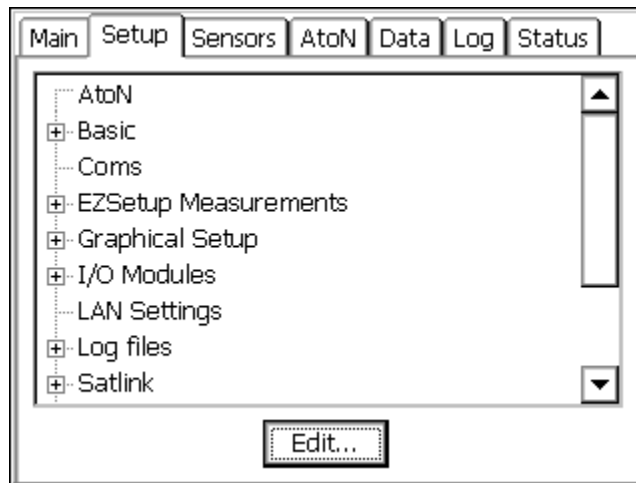 Main Setup Sensors AtoN Data Log Status
AtoN
Basic
Coms
EZSetup Measurements
Graphical Setup
I/O Modules
LAN Settings
Log files
Satlink
Edit...